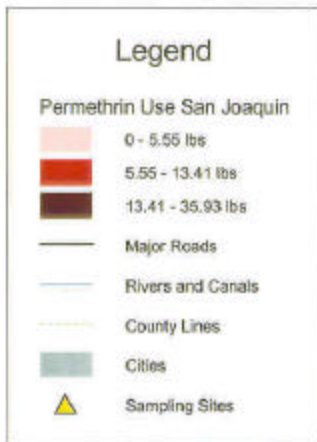 Legend
Permethrin Use San Joaquin
0 - 5.55 lbs
5.55 - 13.41 lbs
13.41 - 35.93 lbs
Major Roads
Rivers and Canals
County Lines
Cities
Sampling Sites